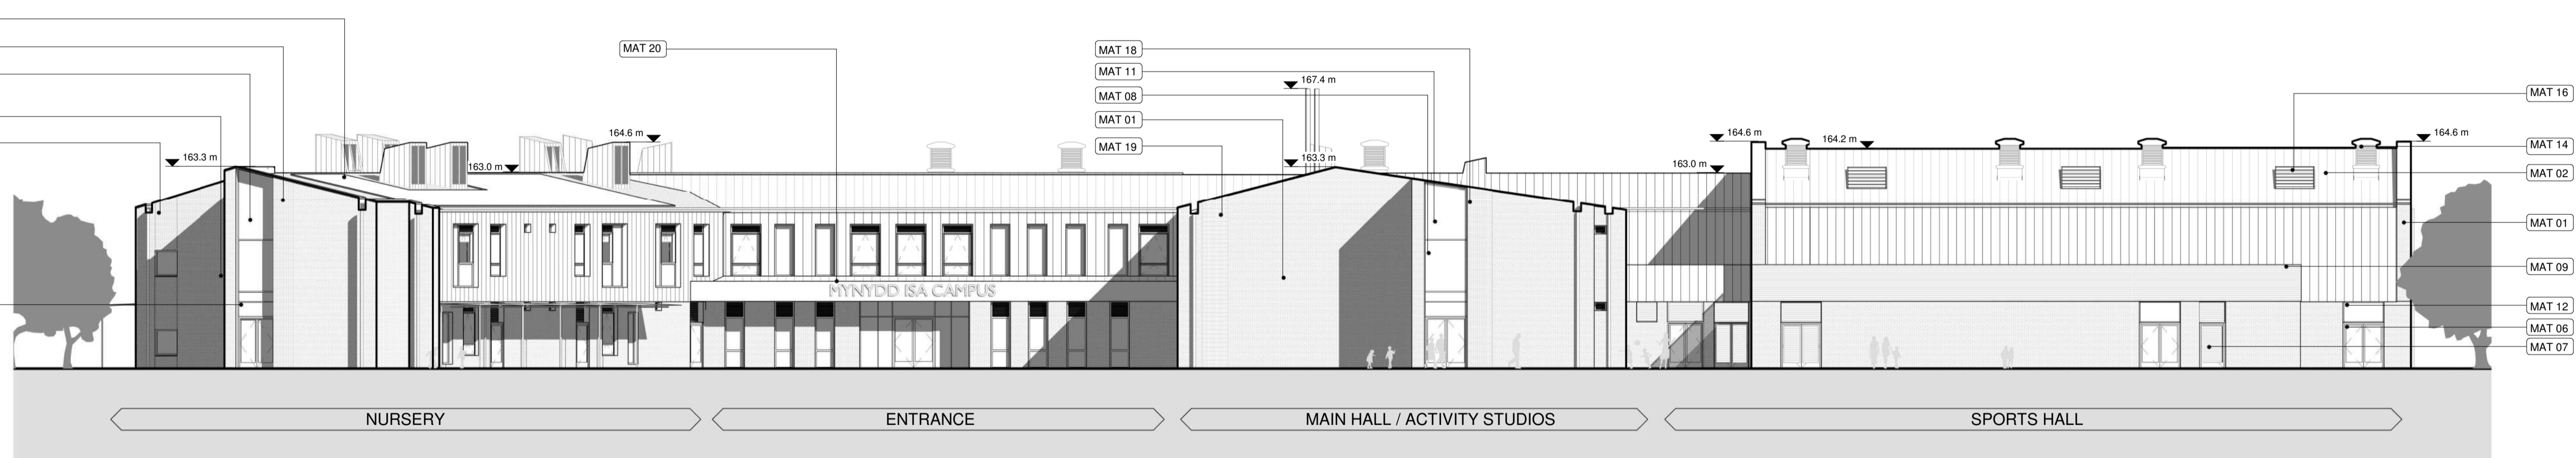 MAT 20
MAT 18
MAT 11
MAT 08
MAT 01
MAT 19
167.4 m
163.3 m
164.6 m
163.0 m
163.3 m
163.0 m
164.6 m
164.2 m
164.6 m
MAT 16
MAT 14
MAT 02
MAT 01
MAT 09
MAT 12
MAT 06
MAT 07
MYNYDD ISA CAMPUS
NURSERY
ENTRANCE
MAIN HALL / ACTIVITY STUDIOS
SPORTS HALL